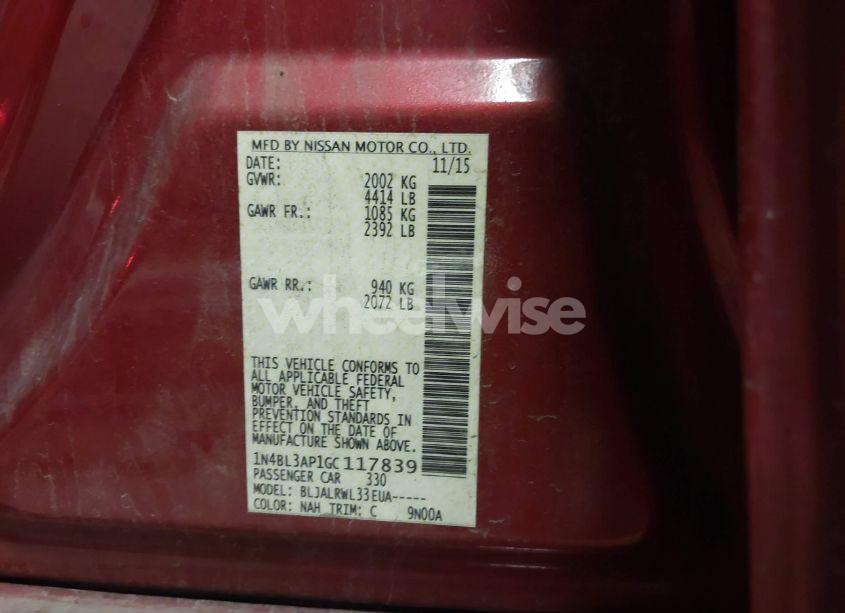 MFD BY NISSAN MOTOR CO., LTD.
DATE: 11/15
GVWR: 2002 KG
4414 LB
GAWR FR.: 1085 KG
2392 LB
GAWR RR.: 940 KG
2072 LB
wheelwise
THIS VEHICLE CONFORMS TO
ALL APPLICABLE FEDERAL
MOTOR VEHICLE SAFETY,
BUMPER, AND THEFT
PREVENTION STANDARDS IN
EFFECT ON THE DATE OF
MANUFACTURE SHOWN ABOVE.
1N4BL3AP1GC117839
PASSENGER CAR 330
MODEL: BLJALRWL33EUA-----
COLOR: NAH TRIM: C 9N00A